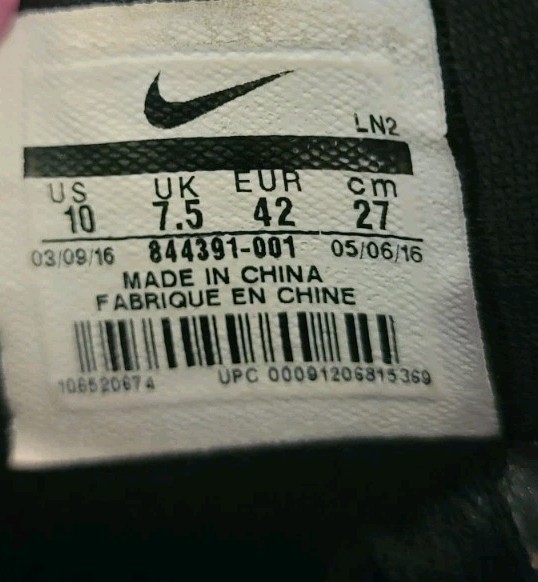 LN2
US UK EUR cm
10 7.5 42 27
03/09/16 844391-001 05/06/16
MADE IN CHINA
FABRIQUE EN CHINE
106520674 UPC 00091206815369